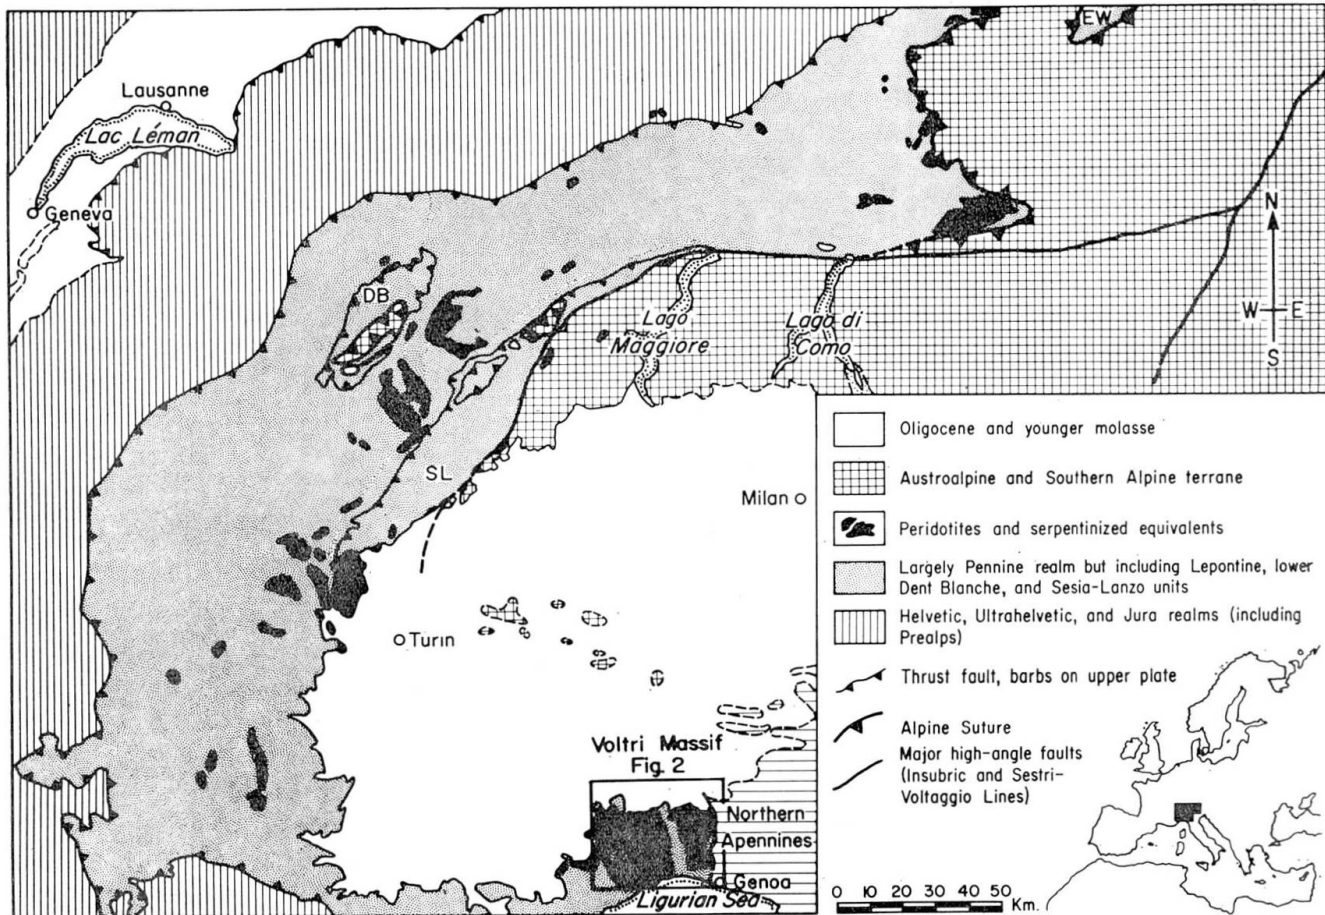 EW
Lausanne
Lac Léman
Geneva
N
W E
S
DB
Lago
Maggiore
Lago di
Como
SL
Milan
Turin
Voltri Massif
Fig. 2
Northern
Apennines
Genoa
Ligurian Sea
Oligocene and younger molasse
Austroalpine and Southern Alpine terrane
Peridotites and serpentinized equivalents
Largely Pennine realm but including Lepontine, lower
Dent Blanche, and Sesia-Lanzo units
Helvetic, Ultrahelvetic, and Jura realms (including
Prealps)
Thrust fault, barbs on upper plate
Alpine Suture
Major high-angle faults
(Insubric and Sestri-
Voltaggio Lines)
0 10 20 30 40 50
Km.